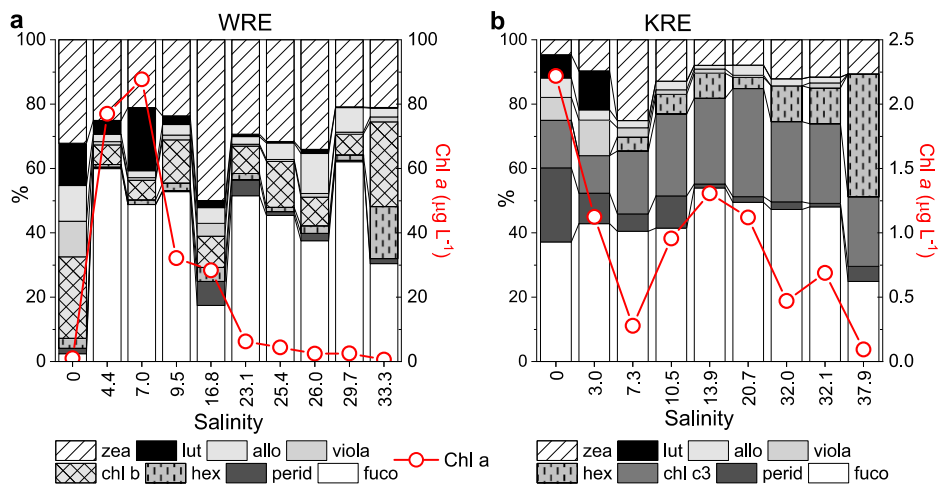 a WRE
b KRE
100
80
60
40
20
0
%
100
80
60
40
20
0
Chl a (µg L⁻¹)
0 4.4 7.0 9.5 16.8 23.1 25.4 26.0 29.7 33.3
Salinity
100
80
60
40
20
0
%
2.5
2.0
1.5
1.0
0.5
0.0
Chl a (µg L⁻¹)
0 3.0 7.3 10.5 13.9 20.7 32.0 32.1 37.9
Salinity
zea lut allo viola
chl b hex perid fuco
Chl a
zea lut allo viola
hex chl c3 perid fuco